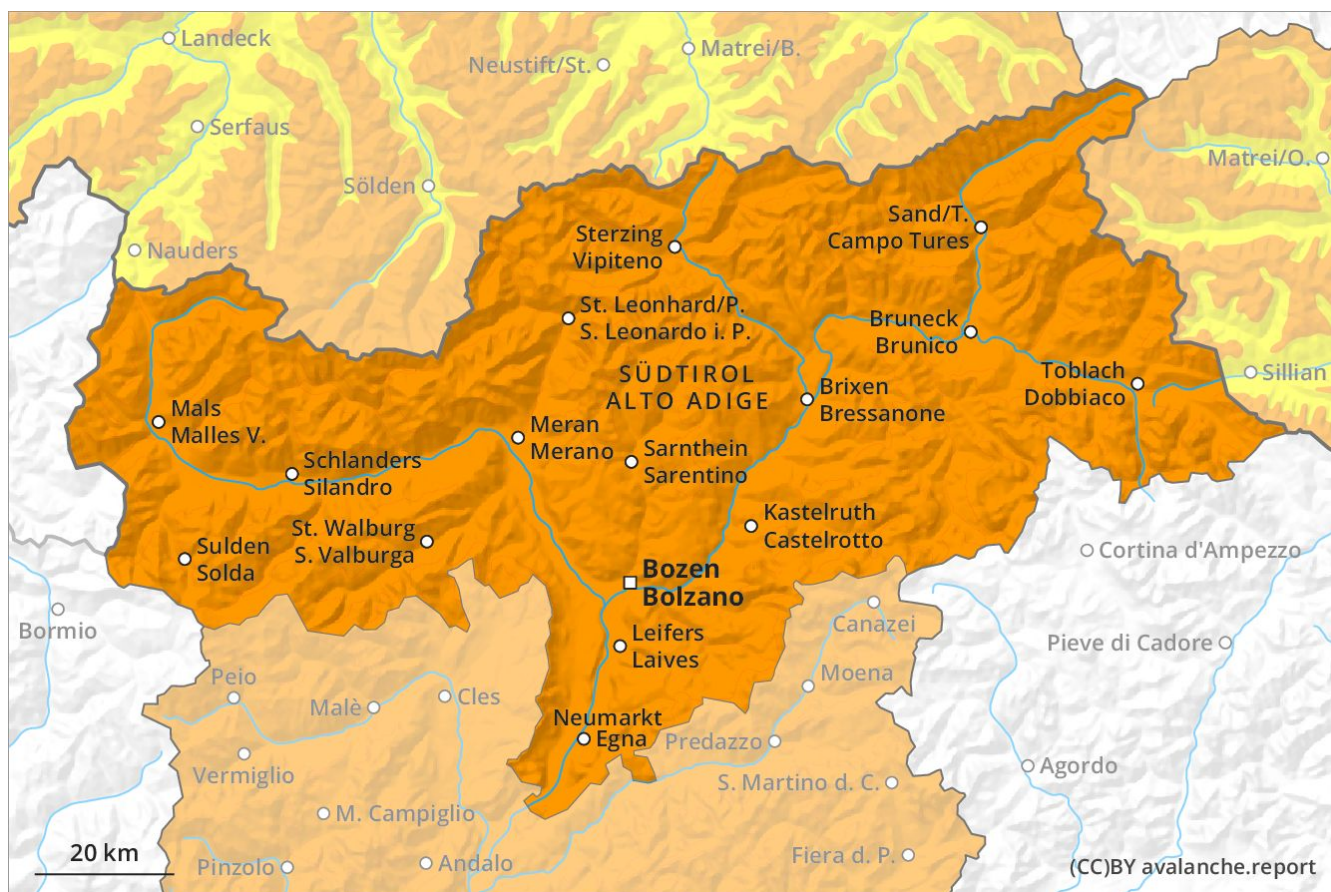 Landeck
Matrei/B.
Neustift/St.
Serfaus
Matrei/O.
Sölden
Sand/T.
Campo Tures
Sterzing
Vipiteno
Nauders
St. Leonhard/P.
S. Leonardo i. P.
Bruneck
Brunico
SÜDTIROL
ALTO ADIGE
Toblach
Dobbiaco
Sillian
Brixen
Bressanone
Mals
Malles V.
Meran
Merano
Sarnthein
Sarentino
Schlanders
Silandro
Kastelruth
Castelrotto
St. Walburg
S. Valburga
Sulden
Solda
Cortina d'Ampezzo
Bozen
Bolzano
Bormio
Canazei
Leifers
Laives
Pieve di Cadore
Peio
Moena
Malè
Cles
Neumarkt
Egna
Predazzo
Vermiglio
Agordo
S. Martino d. C.
M. Campiglio
20 km
Pinzolo
Andalo
Fiera d. P.
(CC)BY avalanche.report